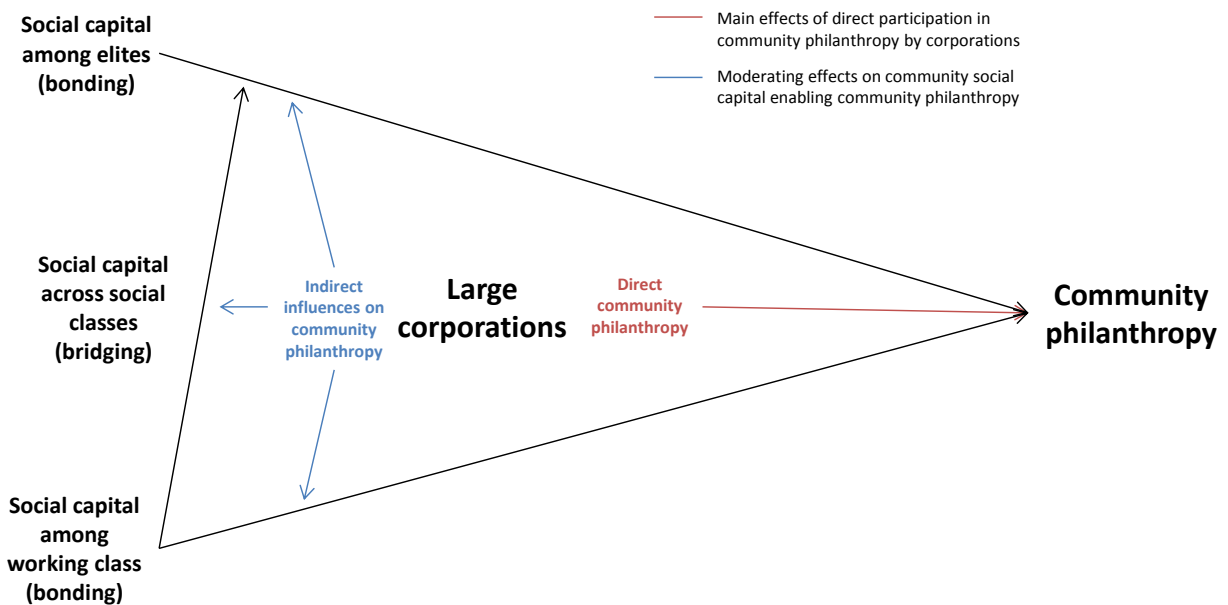 Social capital
among elites
(bonding)
Main effects of direct participation in
community philanthropy by corporations
Moderating effects on community social
capital enabling community philanthropy
Social capital
across social
classes
(bridging)
Indirect
influences on
community
philanthropy
Large
corporations
Direct
community
philanthropy
Community
philanthropy
Social capital
among
working class
(bonding)